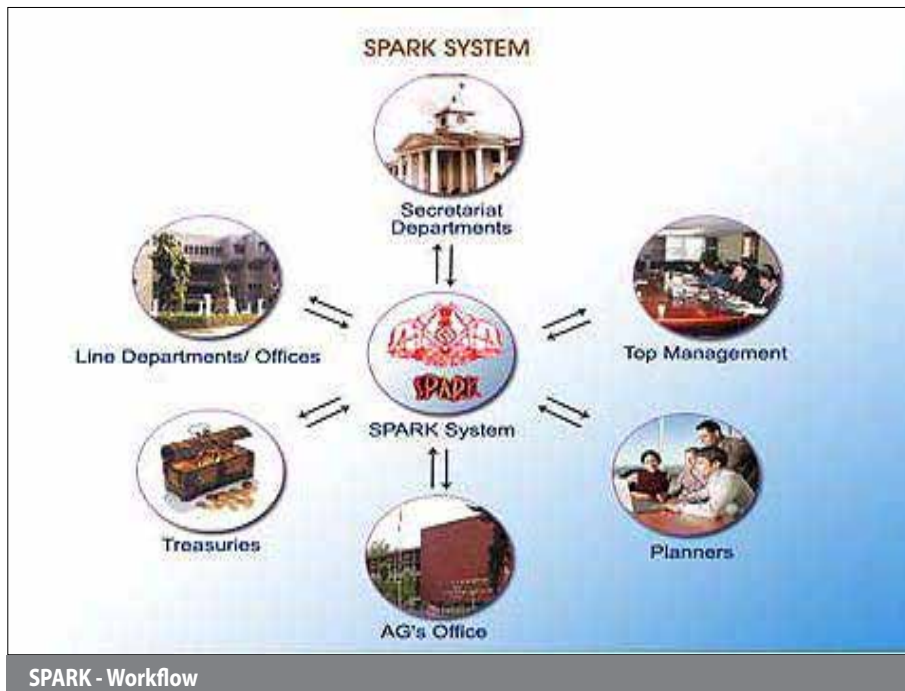 SPARK SYSTEM
Secretariat
Departments
Line Departments/ Offices
Top Management
SPARK
SPARK System
Treasuries
Planners
AG's Office
SPARK - Workflow